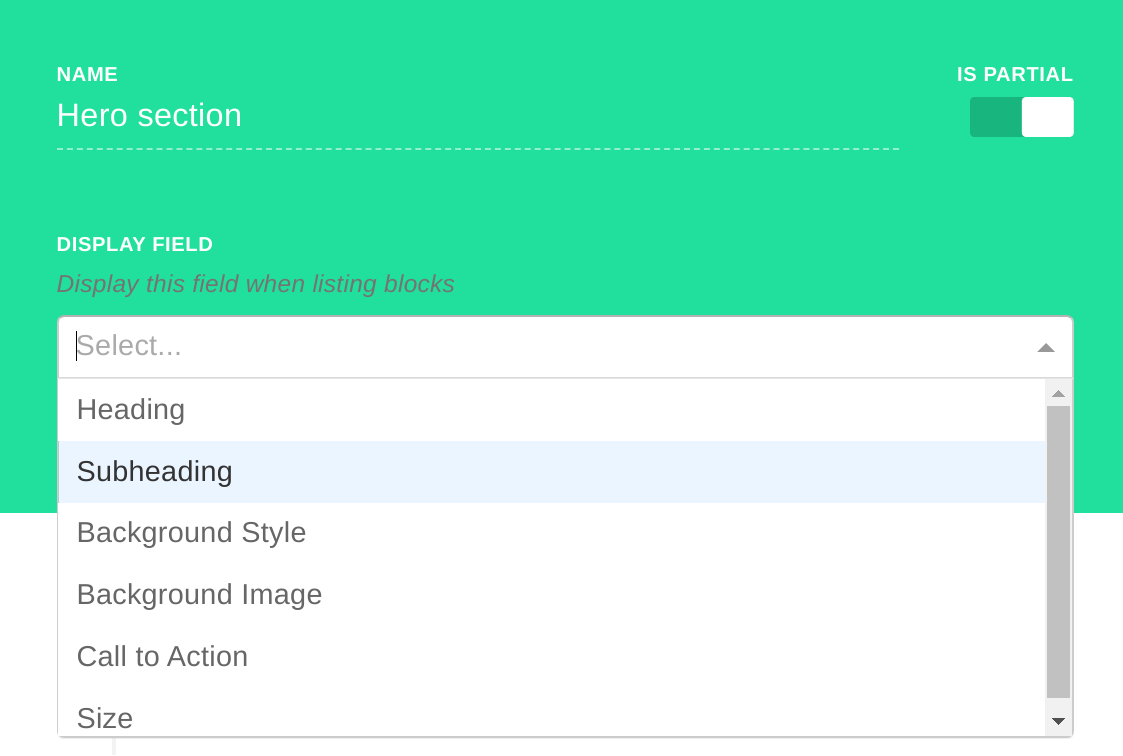 NAME
IS PARTIAL
Hero section
DISPLAY FIELD
Display this field when listing blocks
Select...
Heading
Subheading
Background Style
Background Image
Call to Action
Size